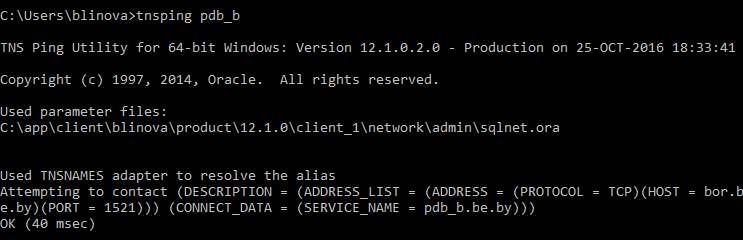 C:\Users\blinova>tnsping pdb_b
TNS Ping Utility for 64-bit Windows: Version 12.1.0.2.0 - Production on 25-OCT-2016 18:33:41
Copyright (c) 1997, 2014, Oracle.  All rights reserved.
Used parameter files:
C:\app\client\blinova\product\12.1.0\client_1\network\admin\sqlnet.ora
Used TNSNAMES adapter to resolve the alias
Attempting to contact (DESCRIPTION = (ADDRESS_LIST = (ADDRESS = (PROTOCOL = TCP)(HOST = bor.b
e.by)(PORT = 1521))) (CONNECT_DATA = (SERVICE_NAME = pdb_b.be.by)))
OK (40 msec)